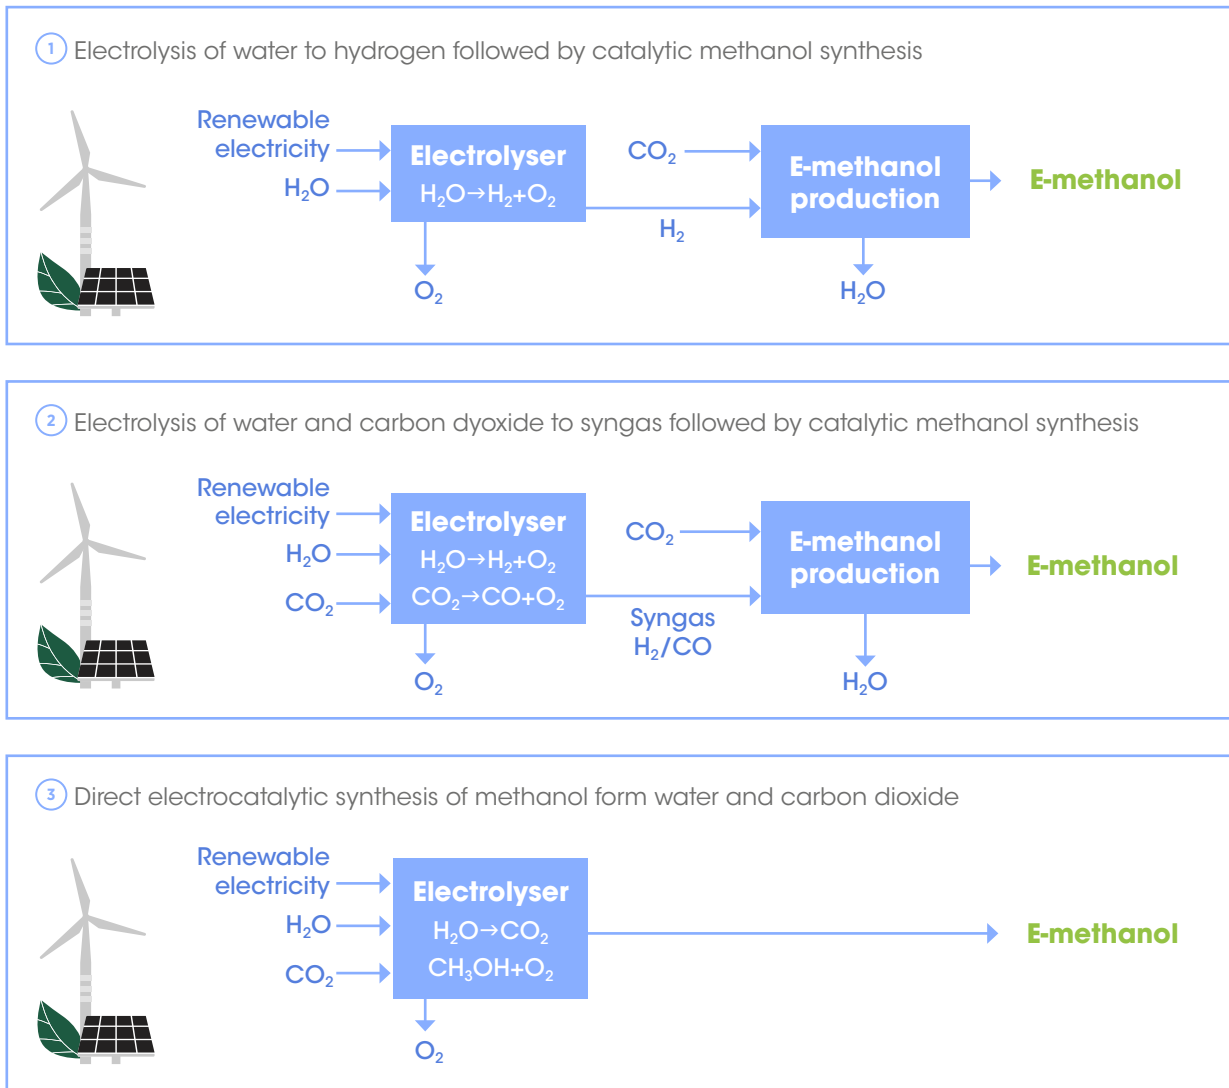 1 Electrolysis of water to hydrogen followed by catalytic methanol synthesis
Renewable
electricity
H₂O
Electrolyser
H₂O→H₂+O₂
O₂
CO₂
H₂
E-methanol
production
H₂O
E-methanol
2 Electrolysis of water and carbon dyoxide to syngas followed by catalytic methanol synthesis
Renewable
electricity
H₂O
CO₂
Electrolyser
H₂O→H₂+O₂
CO₂→CO+O₂
O₂
CO₂
Syngas
H₂/CO
E-methanol
production
H₂O
E-methanol
3 Direct electrocatalytic synthesis of methanol form water and carbon dioxide
Renewable
electricity
H₂O
CO₂
Electrolyser
H₂O→CO₂
CH₃OH+O₂
O₂
E-methanol